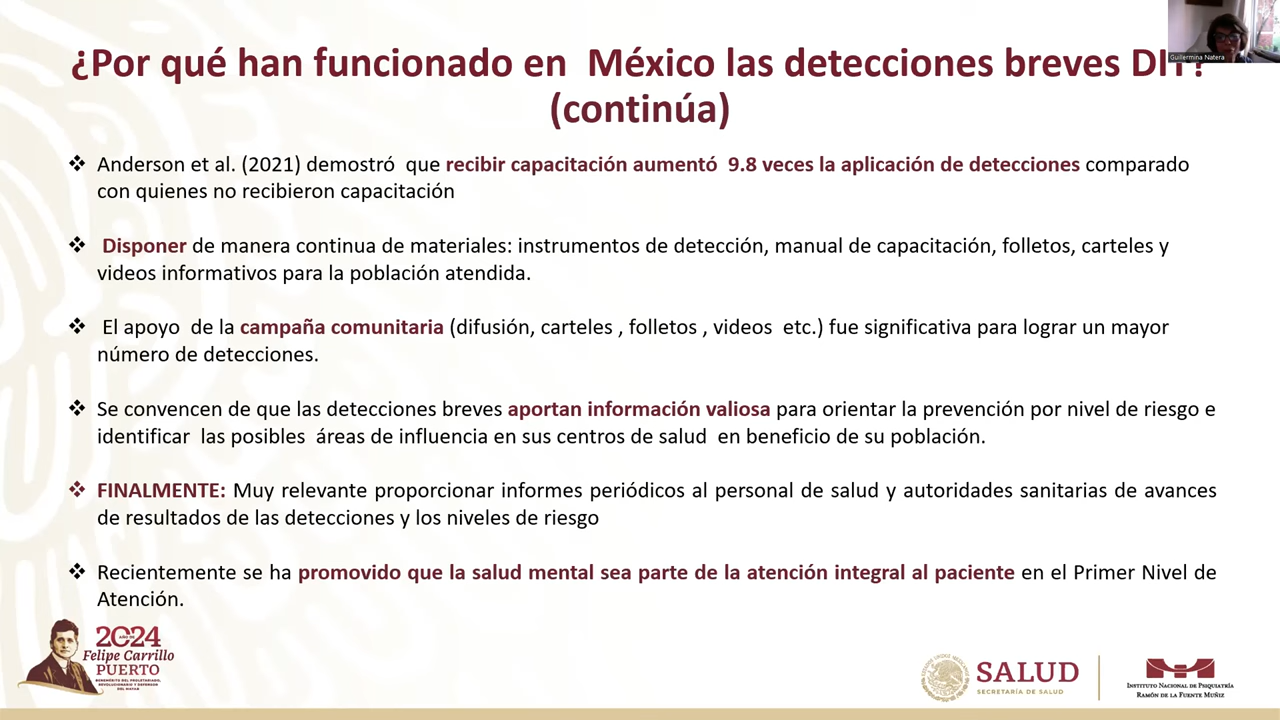 ¿Por qué han funcionado en México las detecciones breves DIT?
(continúa)
Guillermina Natera
❖ Anderson et al. (2021) demostró que recibir capacitación aumentó 9.8 veces la aplicación de detecciones comparado
con quienes no recibieron capacitación
❖ Disponer de manera continua de materiales: instrumentos de detección, manual de capacitación, folletos, carteles y
videos informativos para la población atendida.
❖ El apoyo de la campaña comunitaria (difusión, carteles , folletos , videos etc.) fue significativa para lograr un mayor
número de detecciones.
❖ Se convencen de que las detecciones breves aportan información valiosa para orientar la prevención por nivel de riesgo e
identificar las posibles áreas de influencia en sus centros de salud en beneficio de su población.
❖ FINALMENTE: Muy relevante proporcionar informes periódicos al personal de salud y autoridades sanitarias de avances
de resultados de las detecciones y los niveles de riesgo
❖ Recientemente se ha promovido que la salud mental sea parte de la atención integral al paciente en el Primer Nivel de
Atención.
2024
AÑO DE
Felipe Carrillo
PUERTO
BENEMÉRITO DEL PROLETARIADO,
REVOLUCIONARIO Y DEFENSOR
DEL MAYAB
SALUD
SECRETARÍA DE SALUD
INSTITUTO NACIONAL DE PSIQUIATRÍA
RAMÓN DE LA FUENTE MUÑIZ